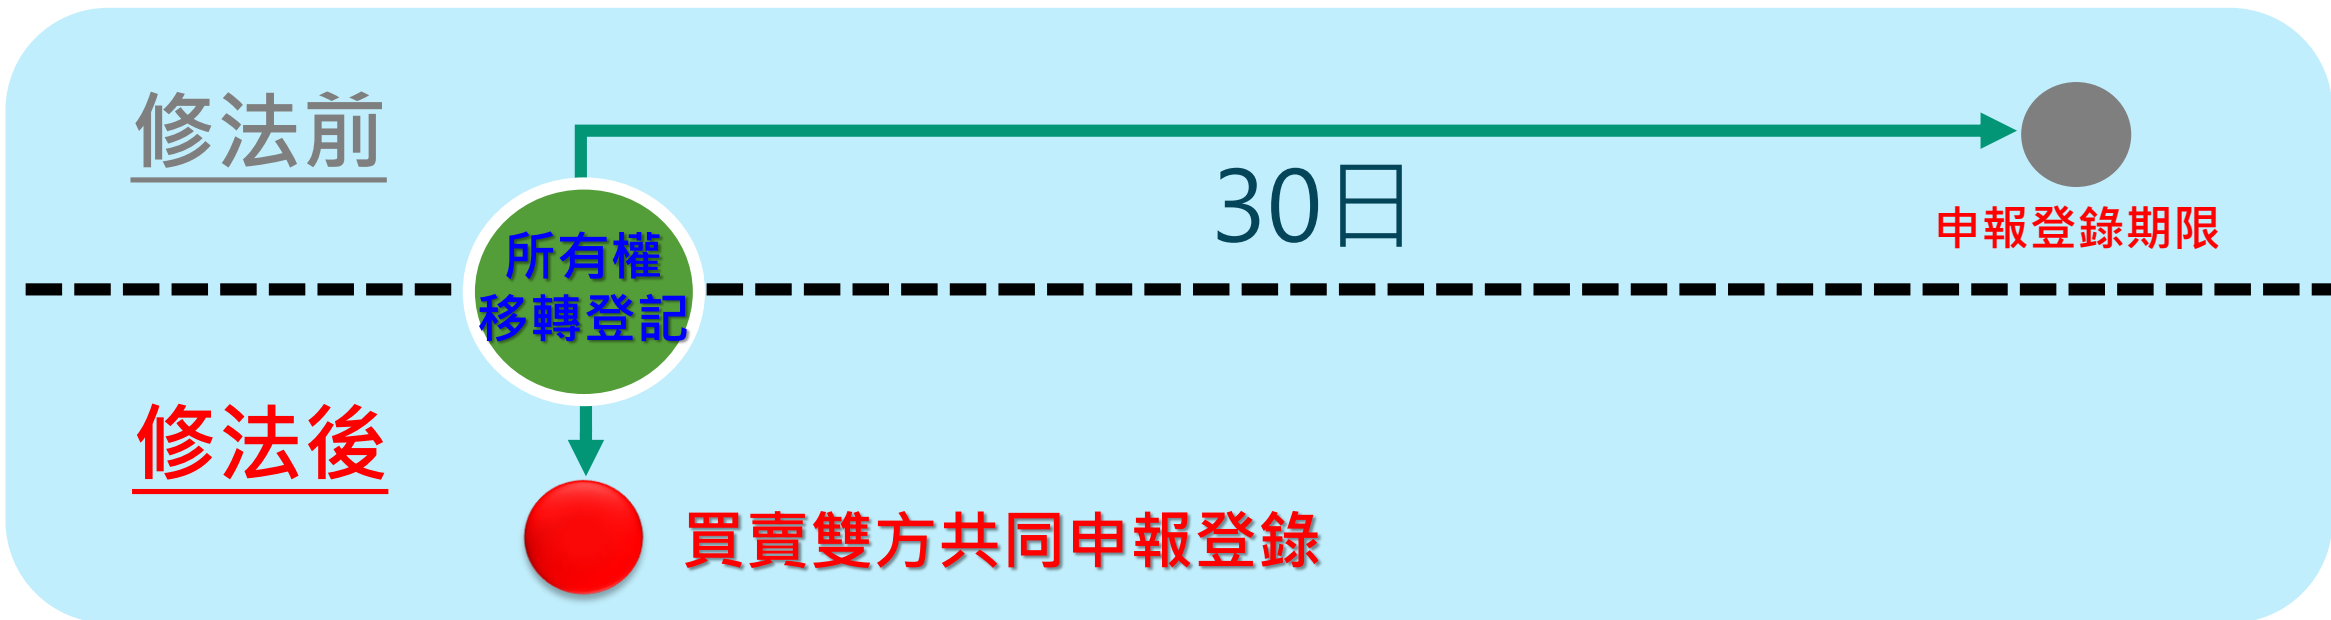 修法前
30日
申報登錄期限
所有權
移轉登記
修法後
買賣雙方共同申報登錄